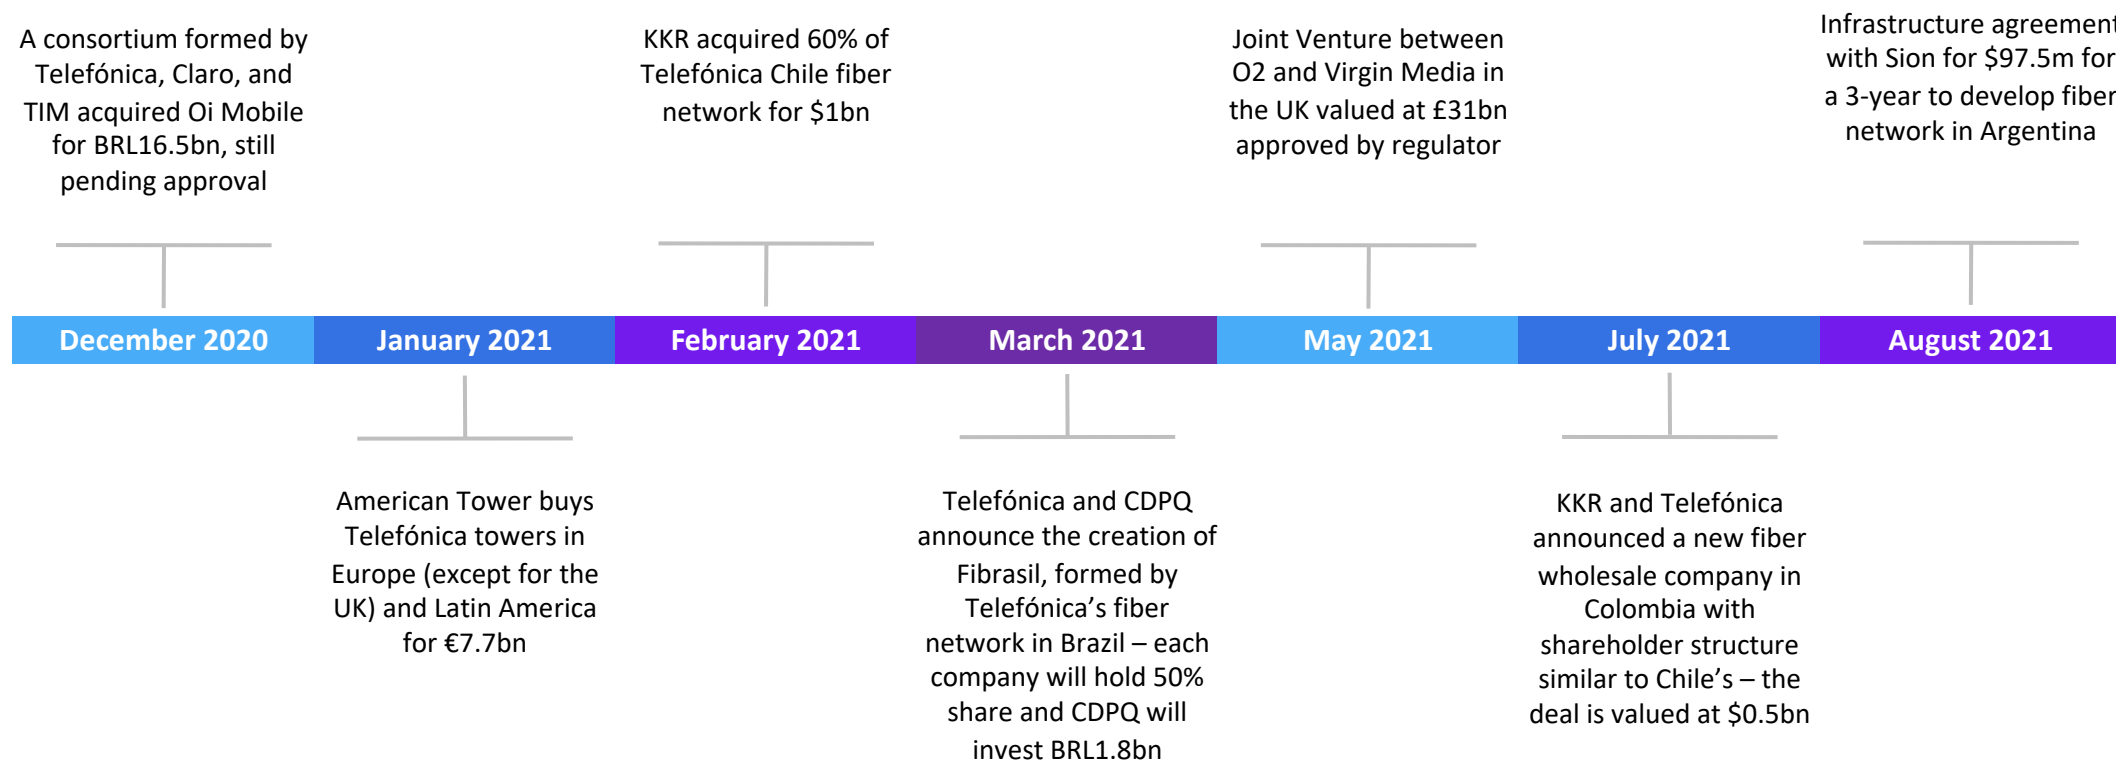 A consortium formed by
Telefónica, Claro, and
TIM acquired Oi Mobile
for BRL16.5bn, still
pending approval
KKR acquired 60% of
Telefónica Chile fiber
network for $1bn
Joint Venture between
O2 and Virgin Media in
the UK valued at £31bn
approved by regulator
Infrastructure agreement
with Sion for $97.5m for
a 3-year to develop fiber
network in Argentina
December 2020
January 2021
February 2021
March 2021
May 2021
July 2021
August 2021
American Tower buys
Telefónica towers in
Europe (except for the
UK) and Latin America
for €7.7bn
Telefónica and CDPQ
announce the creation of
Fibrasil, formed by
Telefónica’s fiber
network in Brazil – each
company will hold 50%
share and CDPQ will
invest BRL1.8bn
KKR and Telefónica
announced a new fiber
wholesale company in
Colombia with
shareholder structure
similar to Chile’s – the
deal is valued at $0.5bn